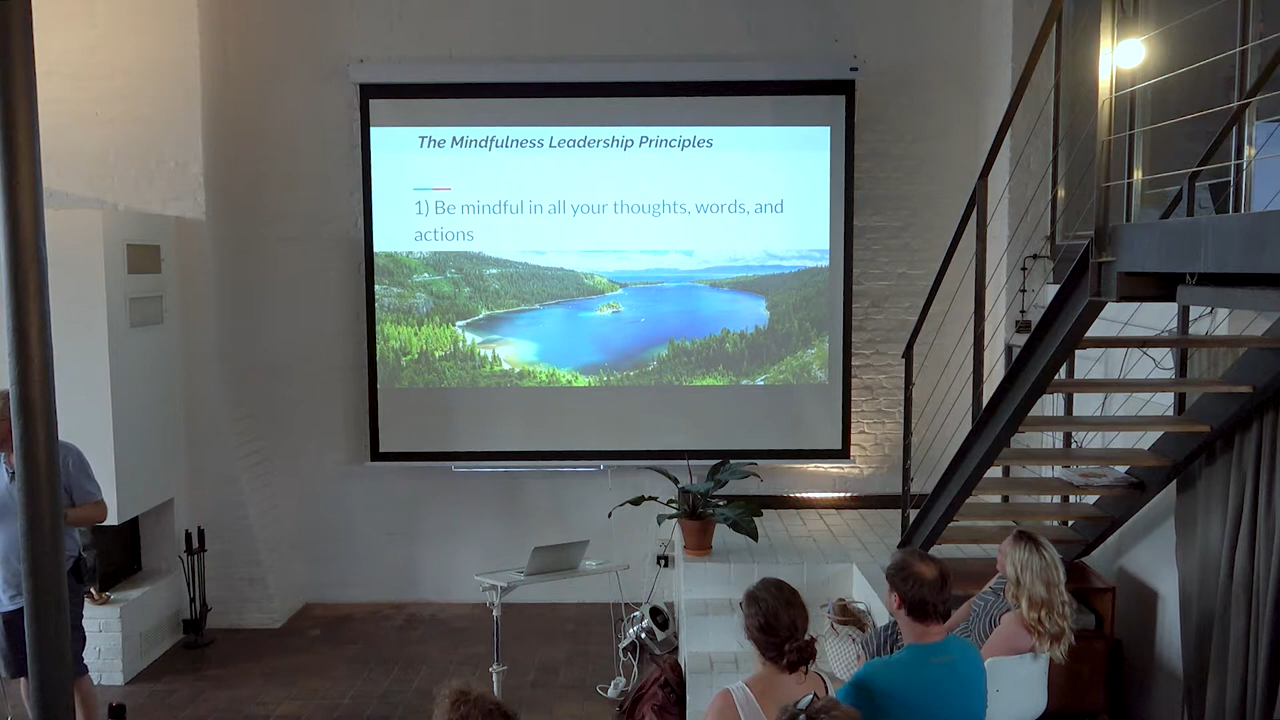 The Mindfulness Leadership Principles
1) Be mindful in all your thoughts, words, and
actions